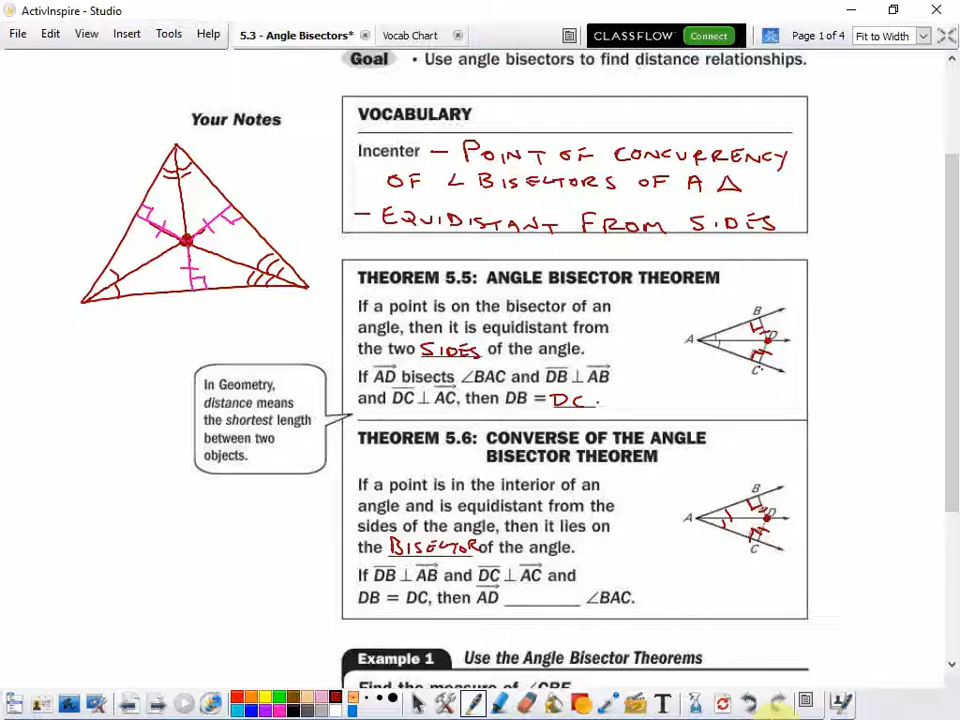 ActivInspire - Studio
File Edit View Insert Tools Help
5.3 - Angle Bisectors* Vocab Chart CLASSFLOW Connect Page 1 of 4 Fit to Width
Goal • Use angle bisectors to find distance relationships.
Your Notes
VOCABULARY
Incenter – POINT OF CONCURRENCY
OF ∠ BISECTORS OF A △
– EQUIDISTANT FROM SIDES
THEOREM 5.5: ANGLE BISECTOR THEOREM
If a point is on the bisector of an
angle, then it is equidistant from
the two SIDES of the angle.
If AD bisects ∠BAC and DB ⊥ AB
and DC ⊥ AC, then DB = DC.
B
A
D
C
In Geometry,
distance means
the shortest length
between two
objects.
THEOREM 5.6: CONVERSE OF THE ANGLE
BISECTOR THEOREM
If a point is in the interior of an
angle and is equidistant from the
sides of the angle, then it lies on
the BISECTOR of the angle.
If DB ⊥ AB and DC ⊥ AC and
DB = DC, then AD ________ ∠BAC.
B
A
D
C
Example 1 Use the Angle Bisector Theorems
Find the measure of ∠CBE
T